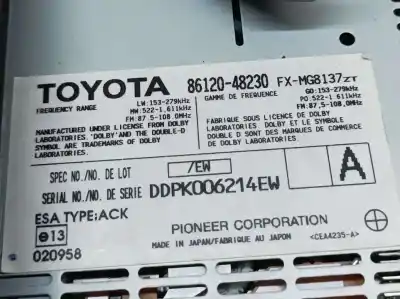 TOYOTA 86120-48230 FX-MG8137ZT
FREQUENCY RANGE
LW:153-279kHz
MW:522-1,611kHz
FM:87.5-108.0MHz
GAMME DE FREQUENCE
GO:153-279kHz
PO:522-1,611kHz
FM:87.5-108.0MHz
MANUFACTURED UNDER LICENSE FROM DOLBY
LABORATORIES. 'DOLBY'AND THE DOUBLE-D
SYMBOL ARE TRADEMARKS OF DOLBY
LABORATORIES.
FABRIQUE SOUS LICENCE DE DOLBY
LABORATORIES DOLBY ET LE SYMBOLE
DOUBLE D SONT DES MARQUES DE
DOLBY LABORATORIES.
SPEC NO./NO. DE LOT /EW
SERIAL NO./NO. DE SERIE DDPK006214EW
A
ESA TYPE;ACK
13
020958
PIONEER CORPORATION
MADE IN JAPAN/FABRIQUE AU JAPON
<CEA4235-A>